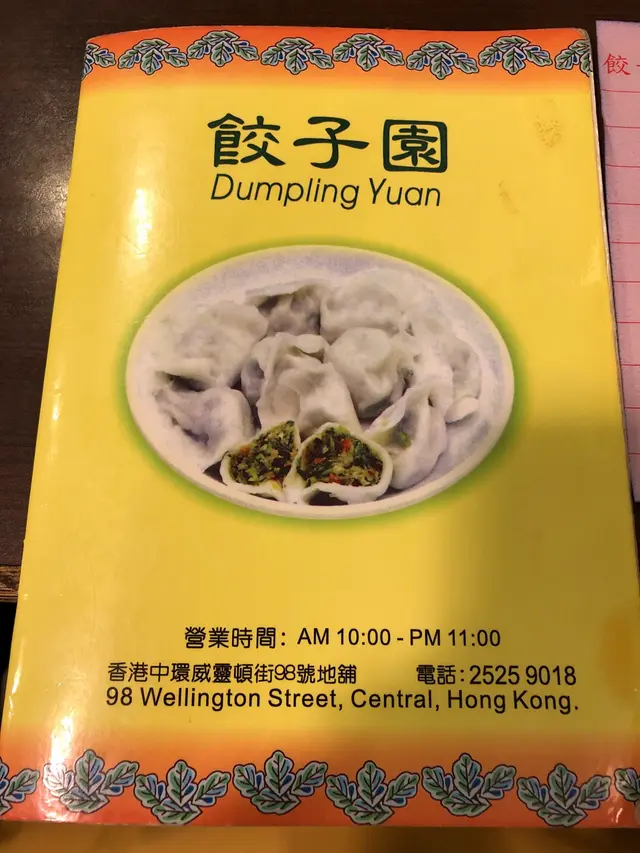 餃子園
Dumpling Yuan
營業時間: AM 10:00 - PM 11:00
香港中環威靈頓街98號地舖 電話: 2525 9018
98 Wellington Street, Central, Hong Kong.
餃